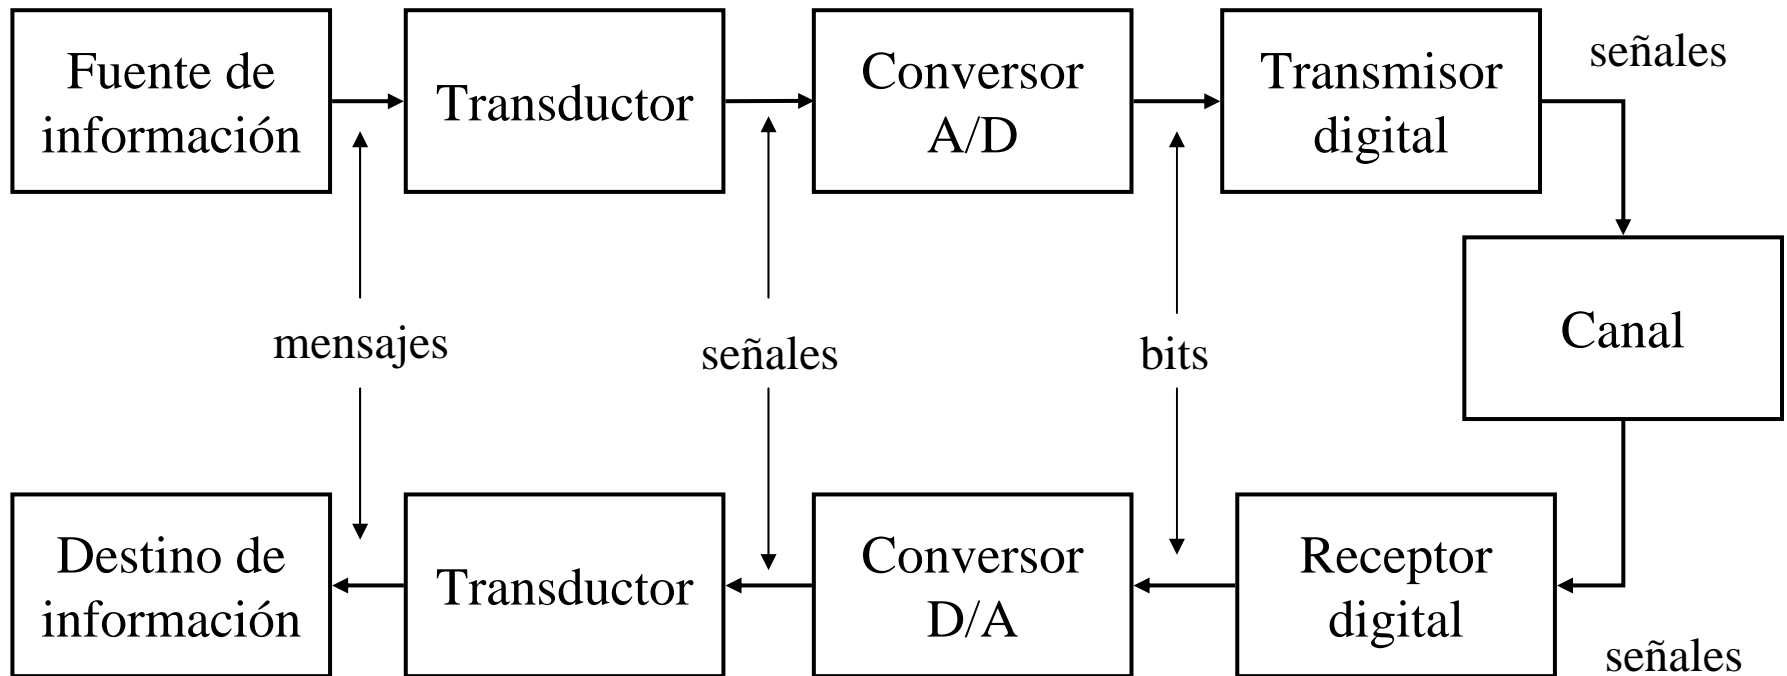 Fuente de
información
Transductor
Conversor
A/D
Transmisor
digital
señales
mensajes
señales
bits
Canal
Destino de
información
Transductor
Conversor
D/A
Receptor
digital
señales